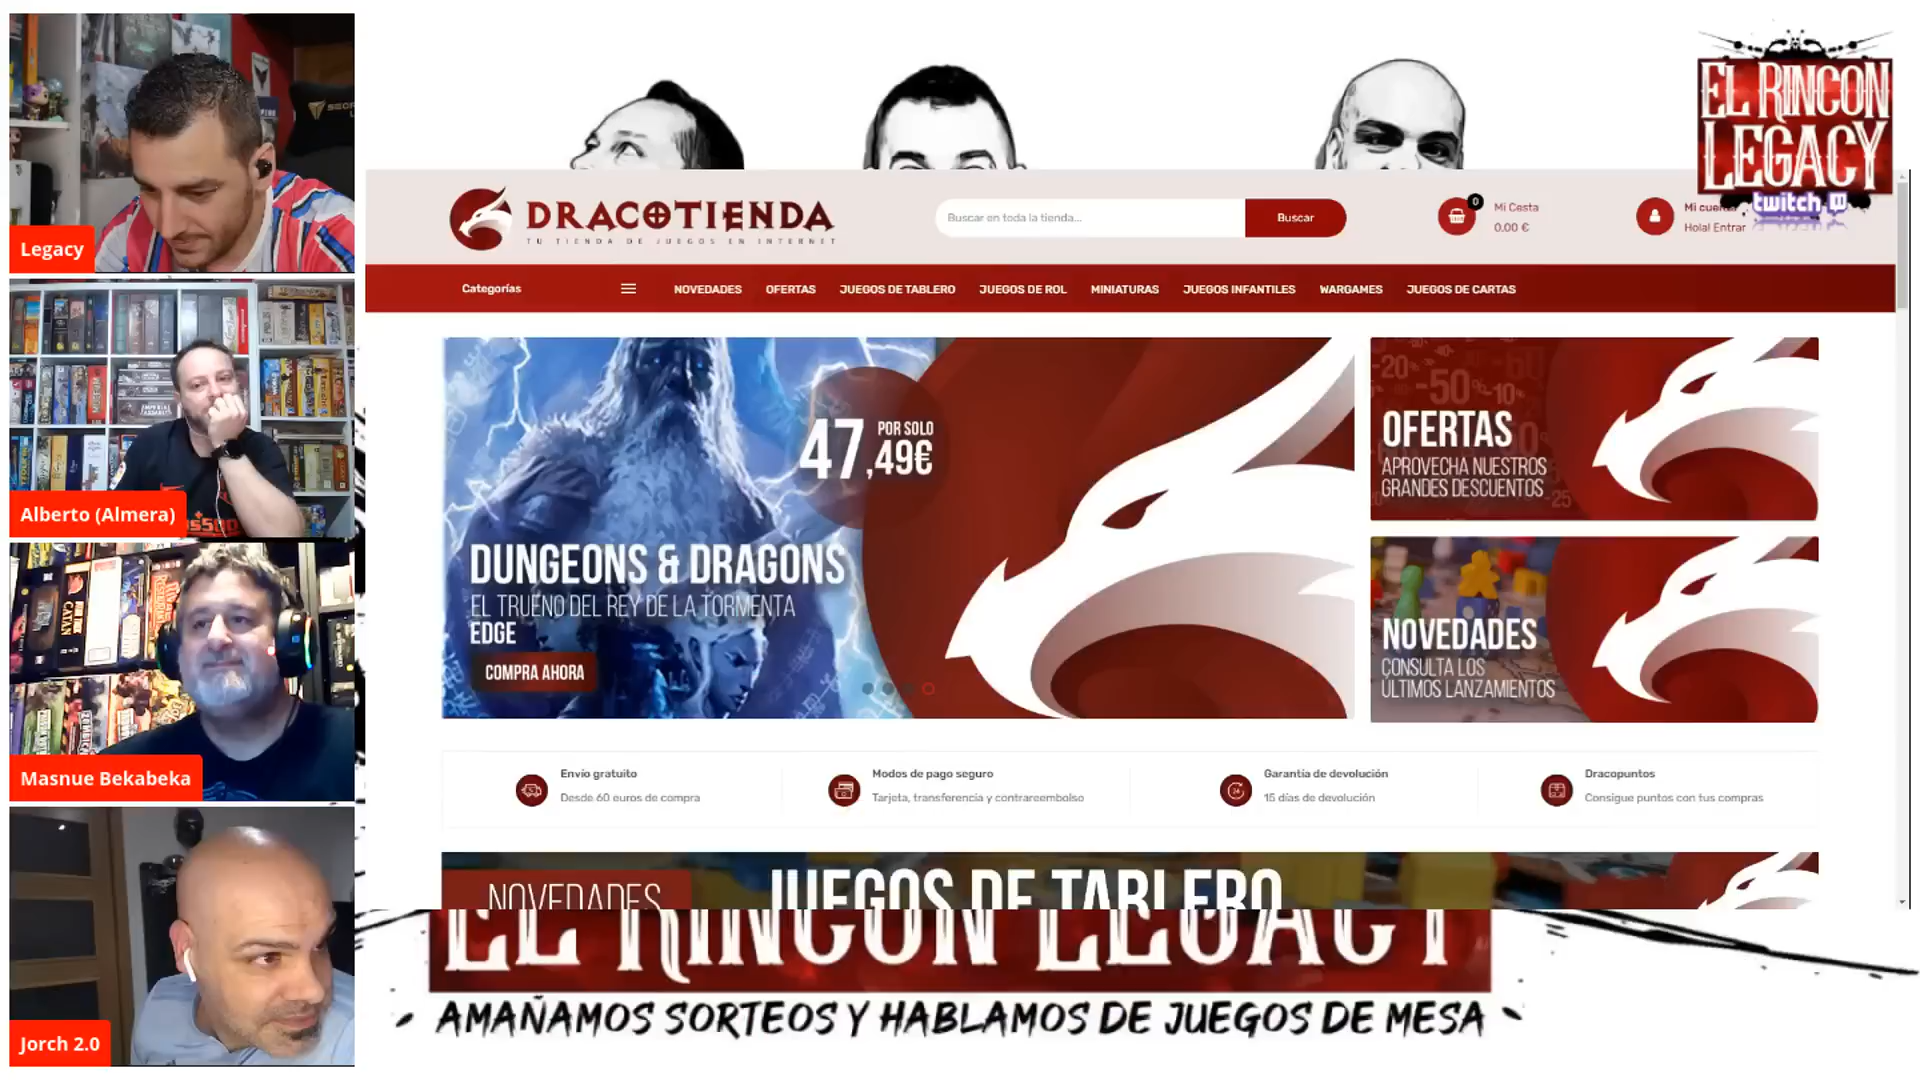 Legacy
Alberto (Almera)
Masnue Bekabeka
Jorch 2.0
EL RINCON
LEGACY
twitch
DRACOTIENDA
TU TIENDA DE JUEGOS EN INTERNET
Buscar en toda la tienda...
Buscar
0
Mi Cesta
0,00 €
Hola! Entrar
Categorías
NOVEDADES
OFERTAS
JUEGOS DE TABLERO
JUEGOS DE ROL
MINIATURAS
JUEGOS INFANTILES
WARGAMES
JUEGOS DE CARTAS
POR SOLO
47,49€
DUNGEONS & DRAGONS
EL TRUENO DEL REY DE LA TORMENTA
EDGE
COMPRA AHORA
OFERTAS
APROVECHA NUESTROS
GRANDES DESCUENTOS
NOVEDADES
CONSULTA LOS
ÚLTIMOS LANZAMIENTOS
Envío gratuito
Desde 60 euros de compra
Modos de pago seguro
Tarjeta, transferencia y contrareembolso
Garantía de devolución
15 días de devolución
Dracopuntos
Consigue puntos con tus compras
NOVEDADES
JUEGOS DE TABLERO
EL RINCON LEGACY
AMAÑAMOS SORTEOS Y HABLAMOS DE JUEGOS DE MESA
CATAN